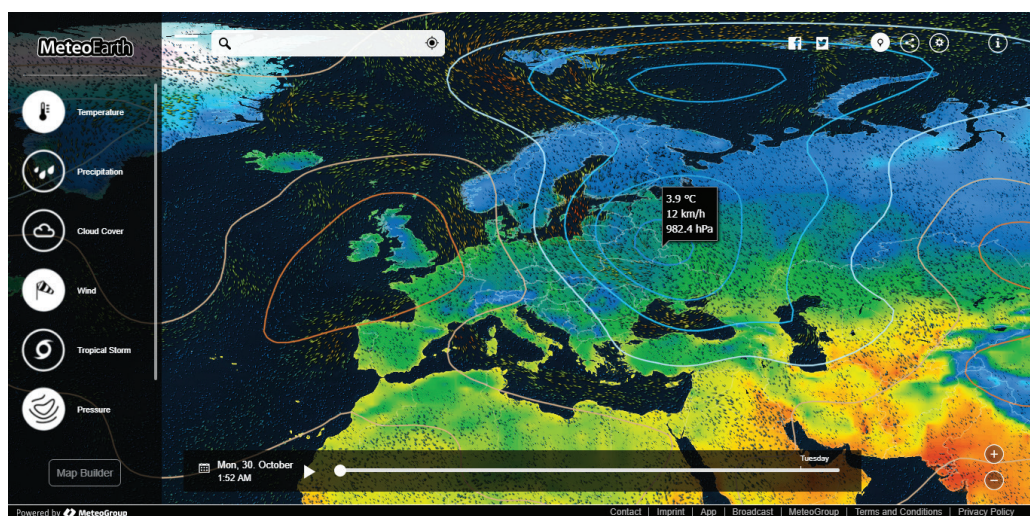 MeteoEarth
Temperature
Precipitation
Cloud Cover
Wind
Tropical Storm
Pressure
Map Builder
3.9 °C
12 km/h
982.4 hPa
Mon, 30. October
1:52 AM
Tuesday
Powered by MeteoGroup
Contact | Imprint | App | Broadcast | MeteoGroup | Terms and Conditions | Privacy Policy